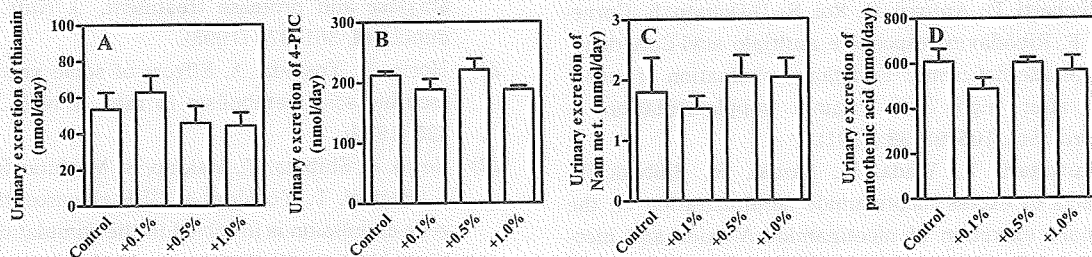 Urinary excretion of thiamin
(nmol/day)
100
80
60
40
20
0
A
Control
+0.1%
+0.5%
+1.0%
Urinary excretion of 4-PIC
(nmol/day)
300
200
100
0
B
Control
+0.1%
+0.5%
+1.0%
Urinary excretion of
Nam met. (mmol/day)
3
2
1
0
C
Control
+0.1%
+0.5%
+1.0%
Urinary excretion of
pantothenic acid (nmol/day)
800
600
400
200
0
D
Control
+0.1%
+0.5%
+1.0%